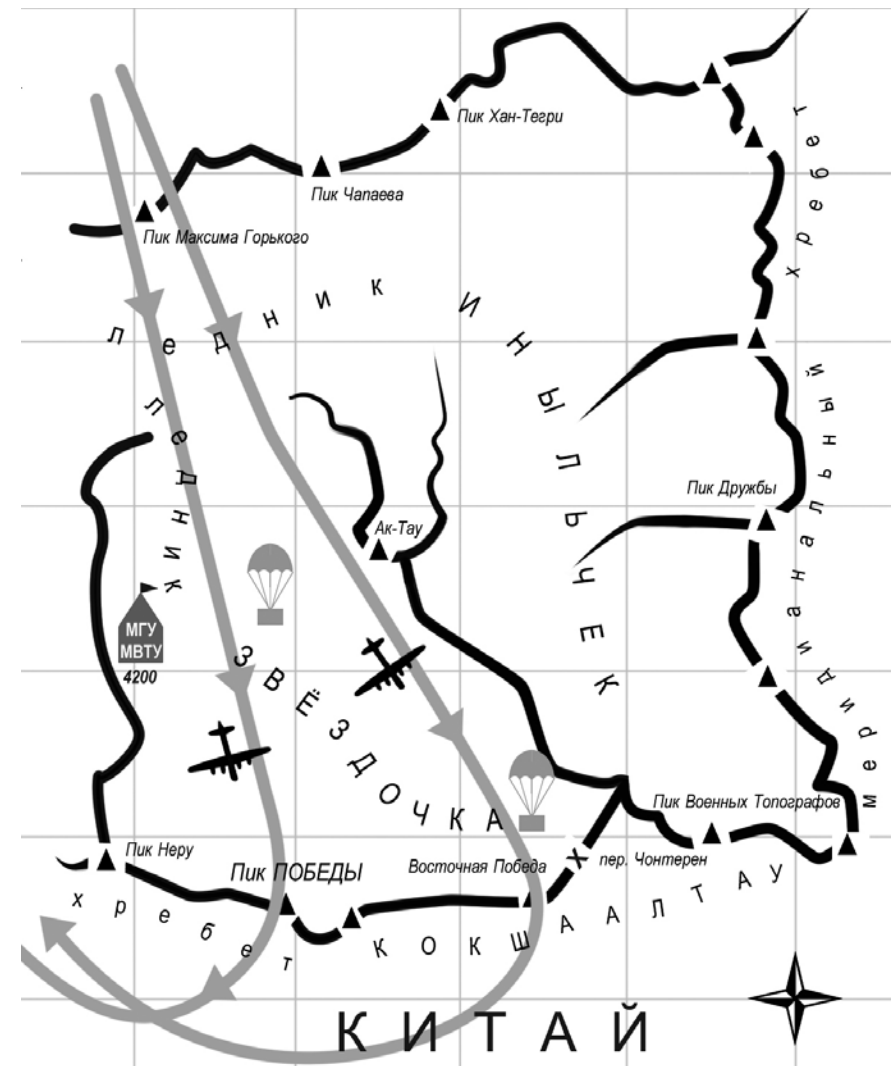 Пик Хан-Тегри
Пик Чапаева
Пик Максима Горького
ледник ИНЫЛЬЧЕК
ледник ЗВЁЗДОЧКА
меридианальный хребет
Пик Дружбы
Ак-Тау
МГУ
МВТУ
4200
Пик Военных Топографов
Пик Неру
Пик ПОБЕДЫ
Восточная Победа
пер. Чонтерен
хребет КОКШААЛТАУ
КИТАЙ